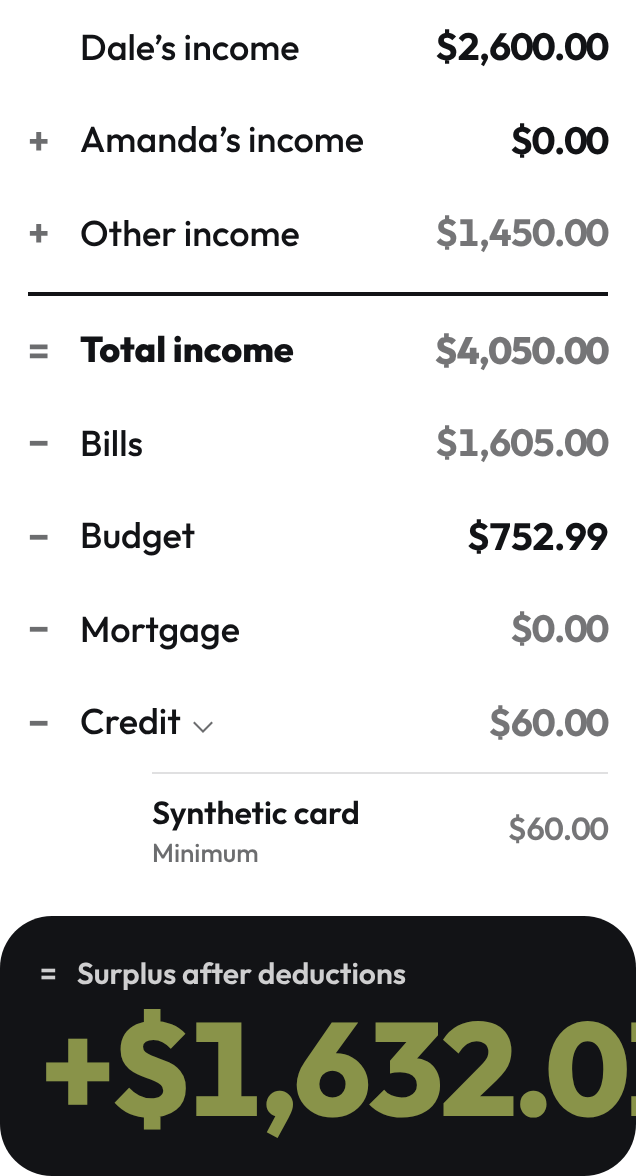 Dale’s income $2,600.00
+ Amanda’s income $0.00
+ Other income $1,450.00
= Total income $4,050.00
− Bills $1,605.00
− Budget $752.99
− Mortgage $0.00
− Credit $60.00
Synthetic card $60.00
Minimum
= Surplus after deductions
+$1,632.0